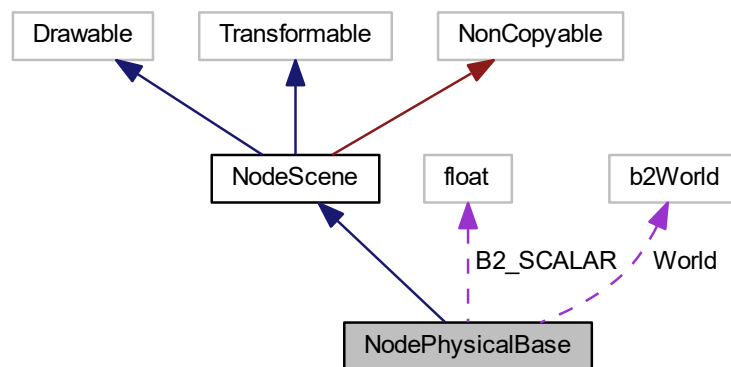 Drawable
Transformable
NonCopyable
NodeScene
float
b2World
B2_SCALAR
World
NodePhysicalBase